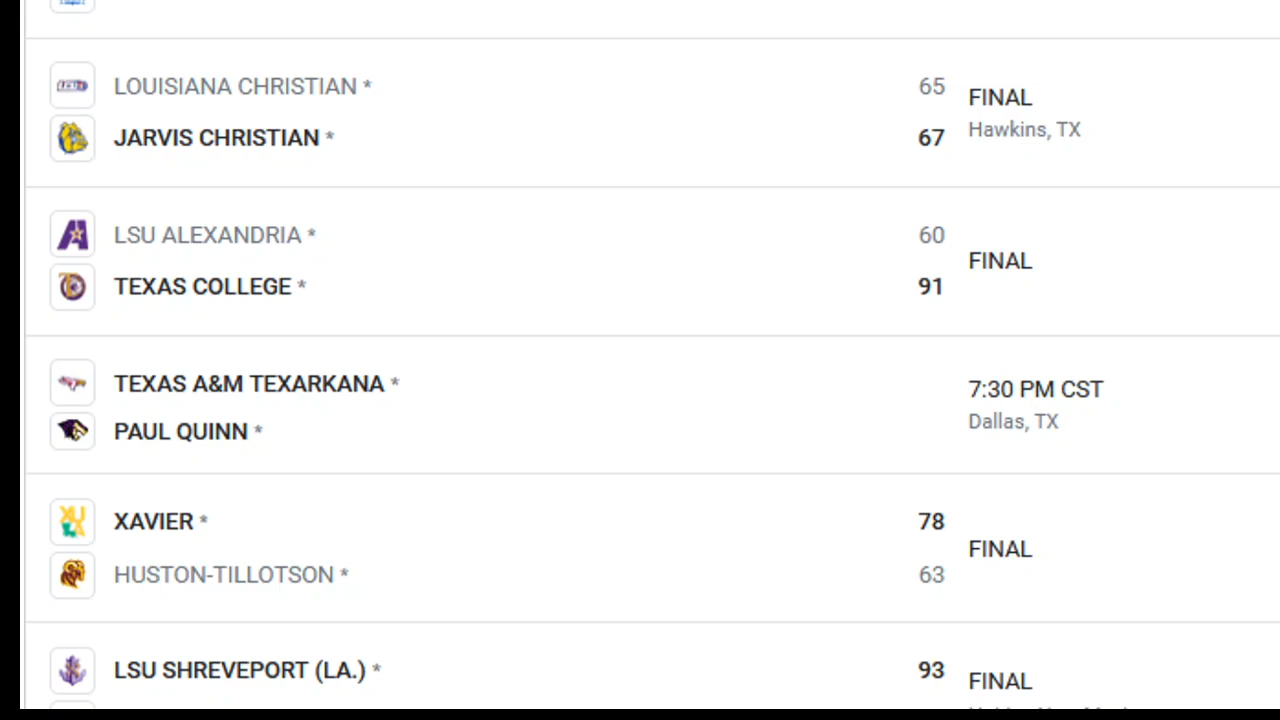 LOUISIANA CHRISTIAN * 65
FINAL
JARVIS CHRISTIAN * 67
Hawkins, TX
LSU ALEXANDRIA * 60
FINAL
TEXAS COLLEGE * 91
TEXAS A&M TEXARKANA *
7:30 PM CST
PAUL QUINN *
Dallas, TX
XAVIER * 78
FINAL
HUSTON-TILLOTSON * 63
LSU SHREVEPORT (LA.) * 93
FINAL